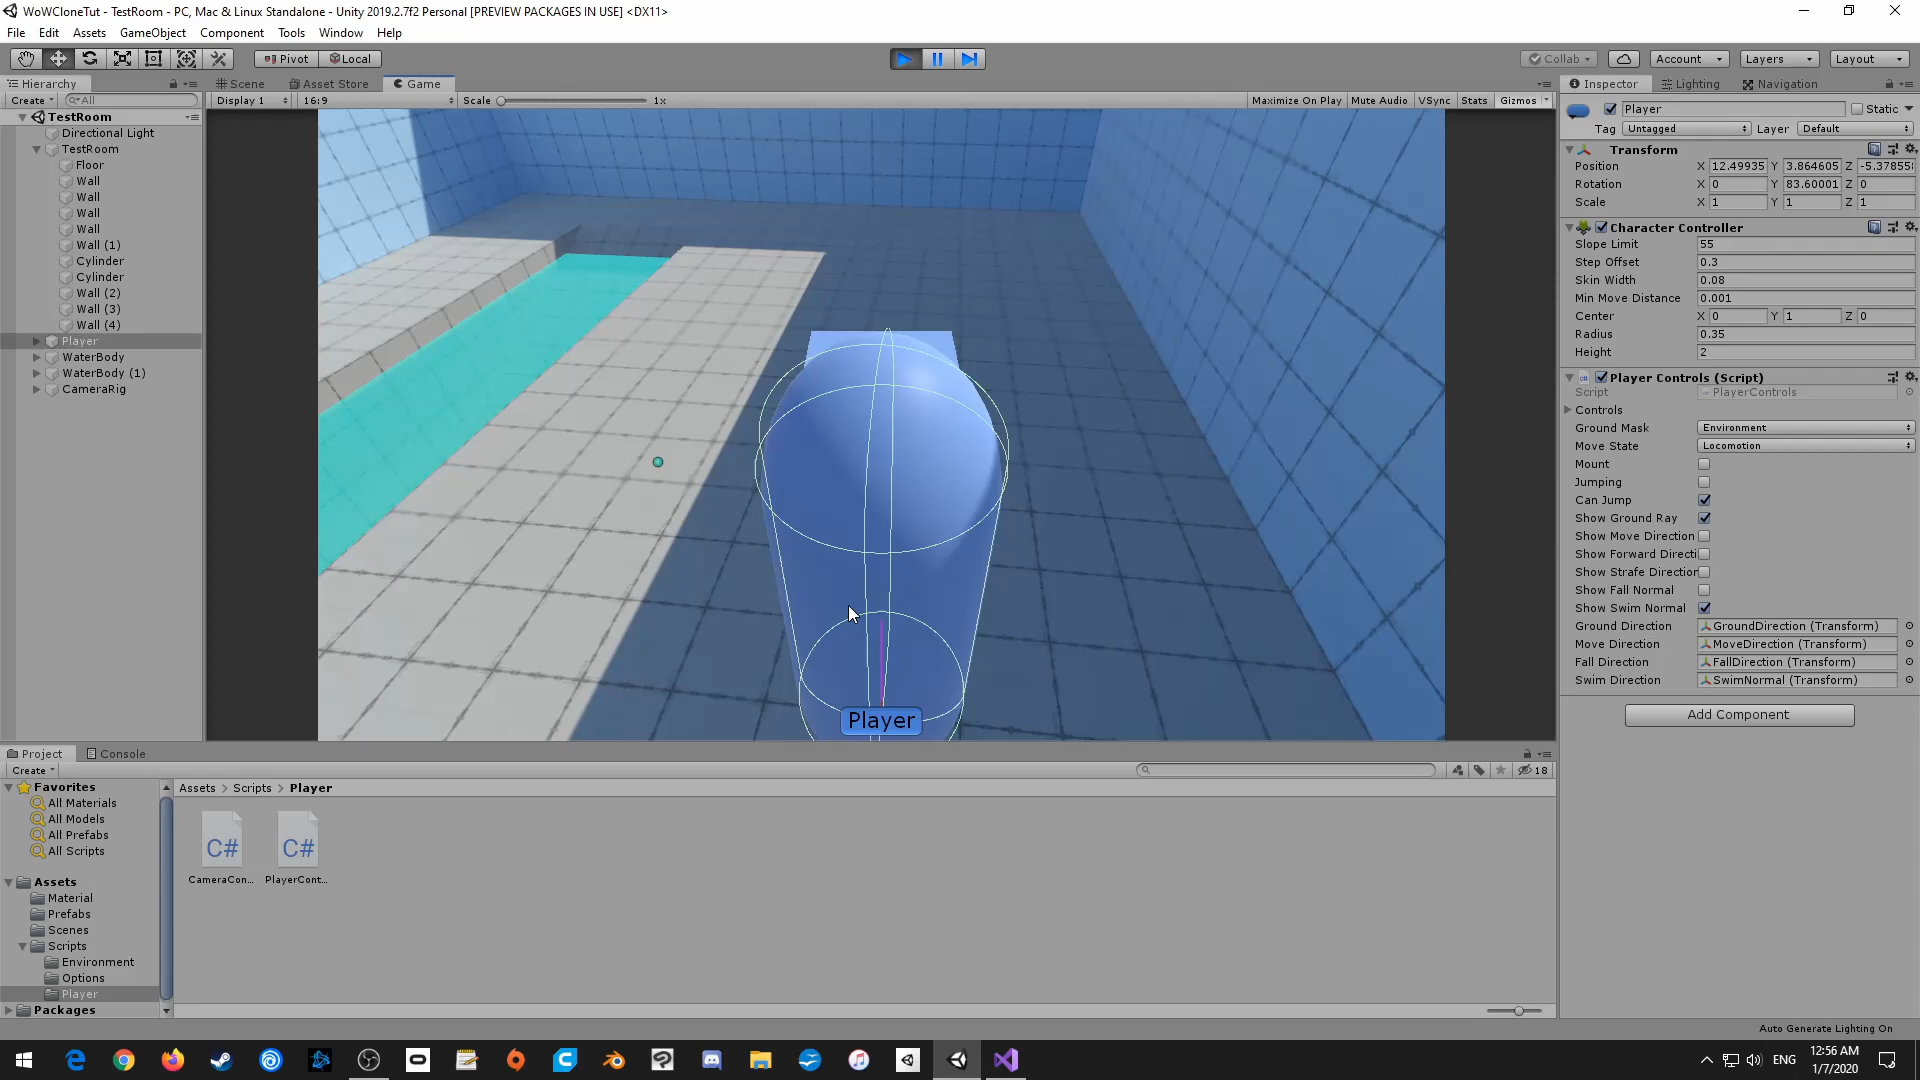 WoWCloneTut - TestRoom - PC, Mac & Linux Standalone - Unity 2019.2.7f2 Personal [PREVIEW PACKAGES IN USE] <DX11>
File Edit Assets GameObject Component Tools Window Help
Pivot Local Collab Account Layers Layout
Hierarchy Scene Asset Store Game Inspector Lighting Navigation
Create All Display 1 16:9 Scale 1x Maximize On Play Mute Audio VSync Stats Gizmos
TestRoom
Directional Light
TestRoom
Floor
Wall
Wall
Wall
Wall
Wall (1)
Cylinder
Cylinder
Wall (2)
Wall (3)
Wall (4)
Player
WaterBody
WaterBody (1)
CameraRig
Player
Player Static
Tag Untagged Layer Default
Transform
Position X 12.49935 Y 3.864605 Z -5.37855
Rotation X 0 Y 83.60001 Z 0
Scale X 1 Y 1 Z 1
Character Controller
Slope Limit 55
Step Offset 0.3
Skin Width 0.08
Min Move Distance 0.001
Center X 0 Y 1 Z 0
Radius 0.35
Height 2
Player Controls (Script)
Script PlayerControls
Controls
Ground Mask Environment
Move State Locomotion
Mount
Jumping
Can Jump
Show Ground Ray
Show Move Direction
Show Forward Directi
Show Strafe Direction
Show Fall Normal
Show Swim Normal
Ground Direction GroundDirection (Transform)
Move Direction MoveDirection (Transform)
Fall Direction FallDirection (Transform)
Swim Direction SwimNormal (Transform)
Add Component
Project Console
Create 18
Favorites
All Materials
All Models
All Prefabs
All Scripts
Assets
Material
Prefabs
Scenes
Scripts
Environment
Options
Player
Packages
Assets > Scripts > Player
C# C#
CameraCon... PlayerCont...
Auto Generate Lighting On
ENG 12:56 AM
1/7/2020